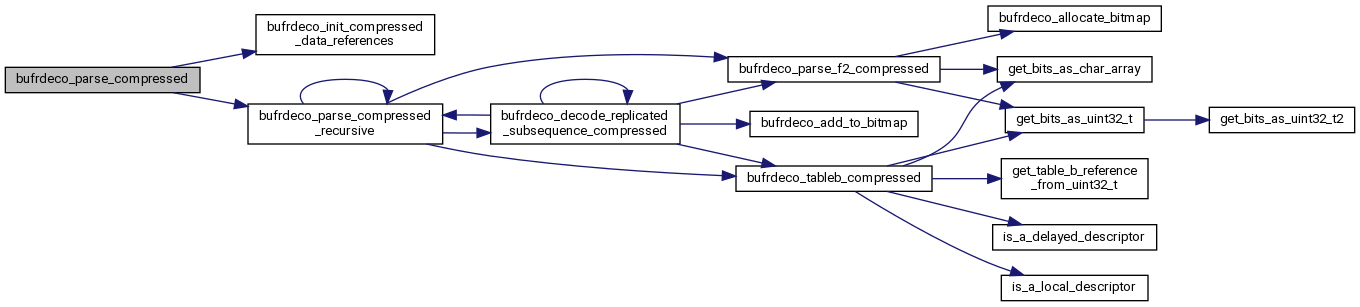 bufrdeco_parse_compressed
bufrdeco_init_compressed
_data_references
bufrdeco_parse_compressed
_recursive
bufrdeco_decode_replicated
_subsequence_compressed
bufrdeco_parse_f2_compressed
bufrdeco_add_to_bitmap
bufrdeco_tableb_compressed
bufrdeco_allocate_bitmap
get_bits_as_char_array
get_bits_as_uint32_t
get_bits_as_uint32_t2
get_table_b_reference
_from_uint32_t
is_a_delayed_descriptor
is_a_local_descriptor